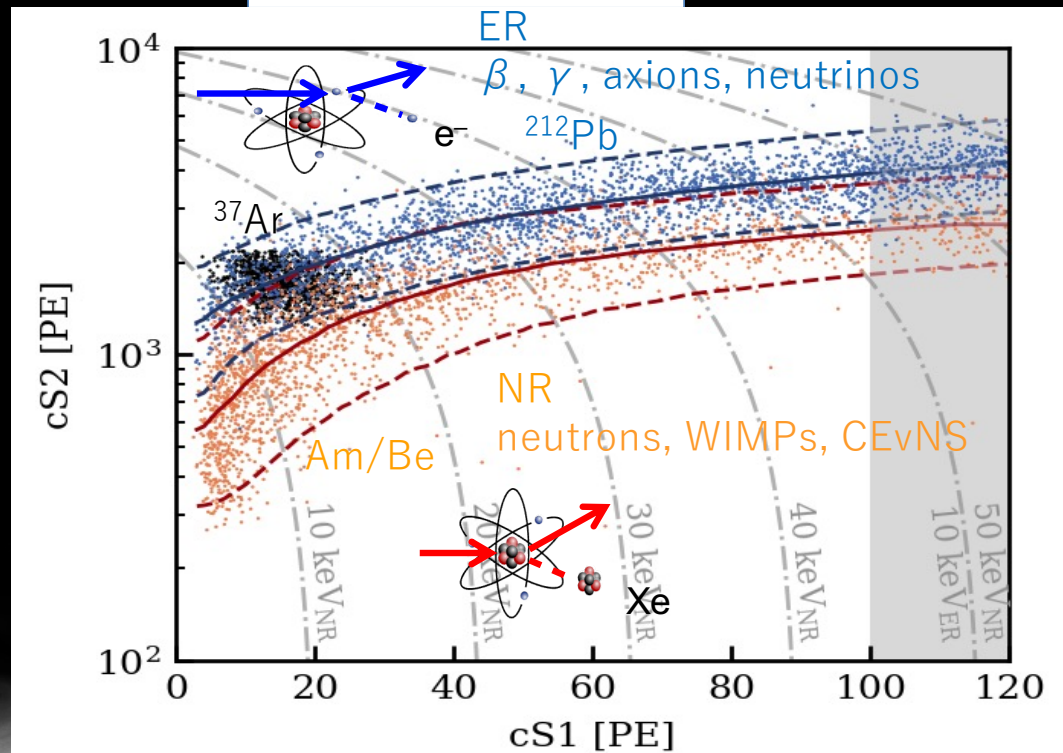 ER
β, γ, axions, neutrinos
²¹²Pb
e⁻
³⁷Ar
NR
neutrons, WIMPs, CEvNS
Am/Be
Xe
10 keV_NR
20 keV_NR
30 keV_NR
40 keV_NR
10 keV_ER
50 keV_NR
cS2 [PE]
10⁴
10³
10²
0 20 40 60 80 100 120
cS1 [PE]